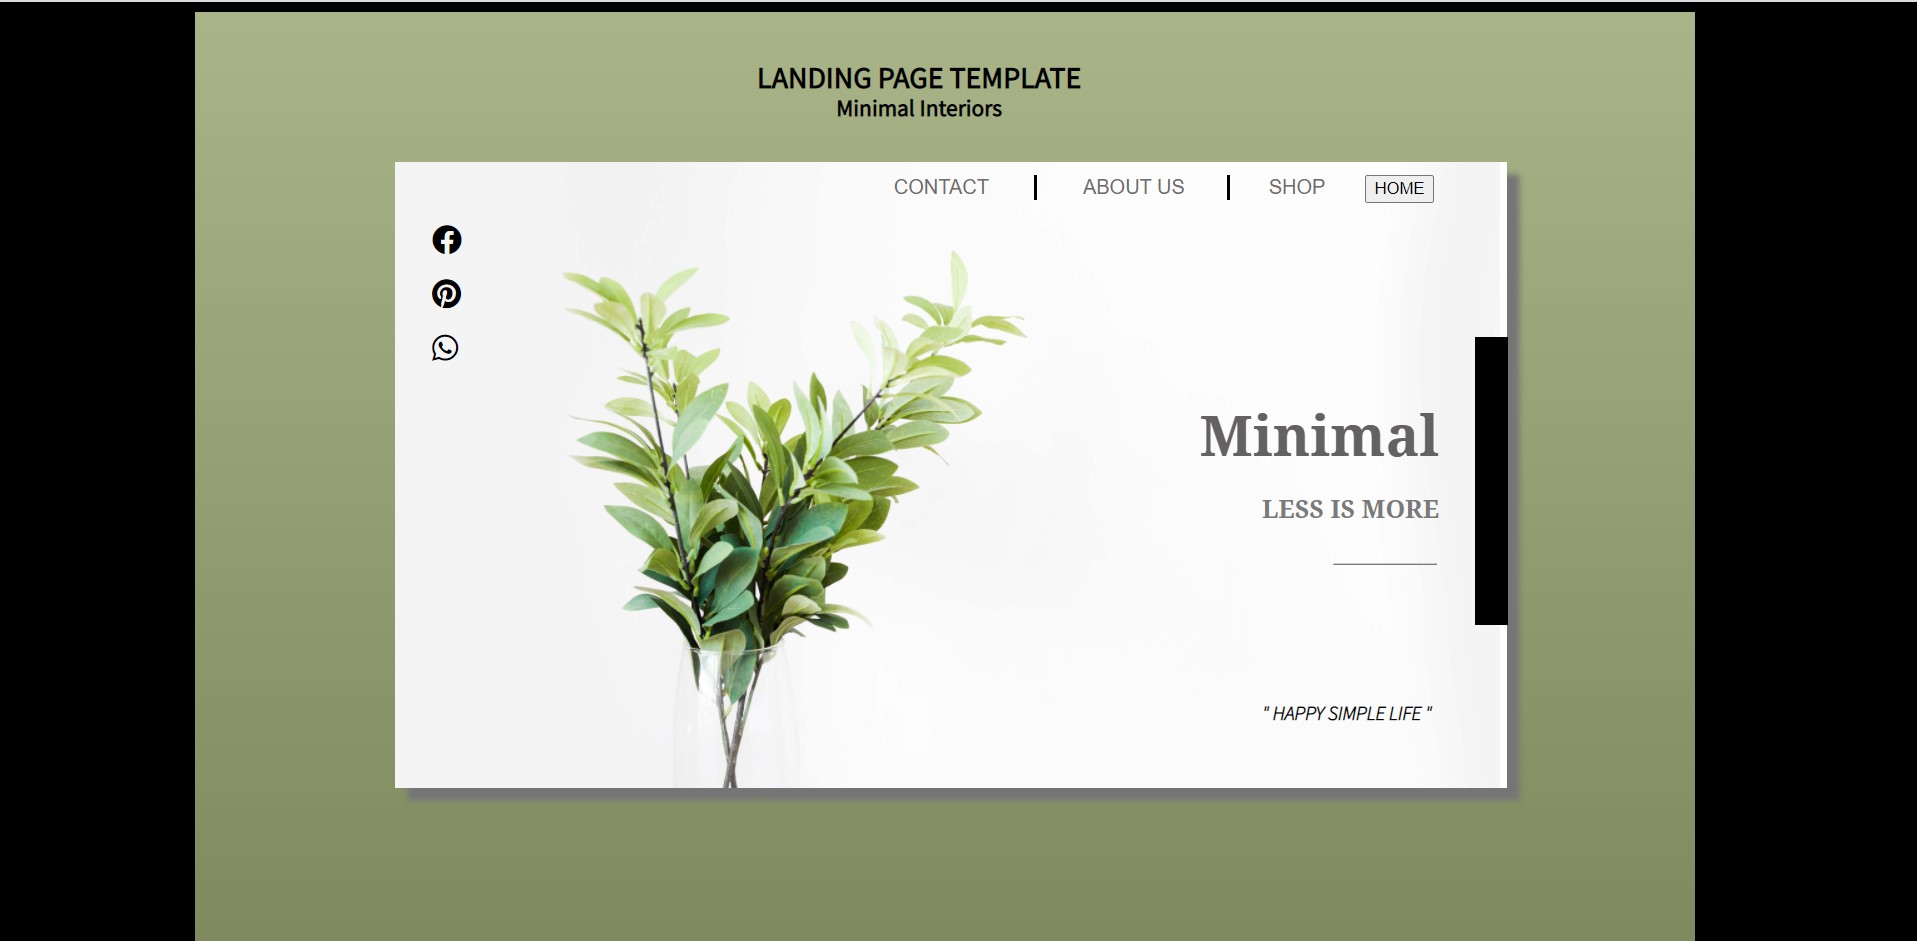 LANDING PAGE TEMPLATE
Minimal Interiors
CONTACT ABOUT US SHOP HOME
Minimal
LESS IS MORE
" HAPPY SIMPLE LIFE "